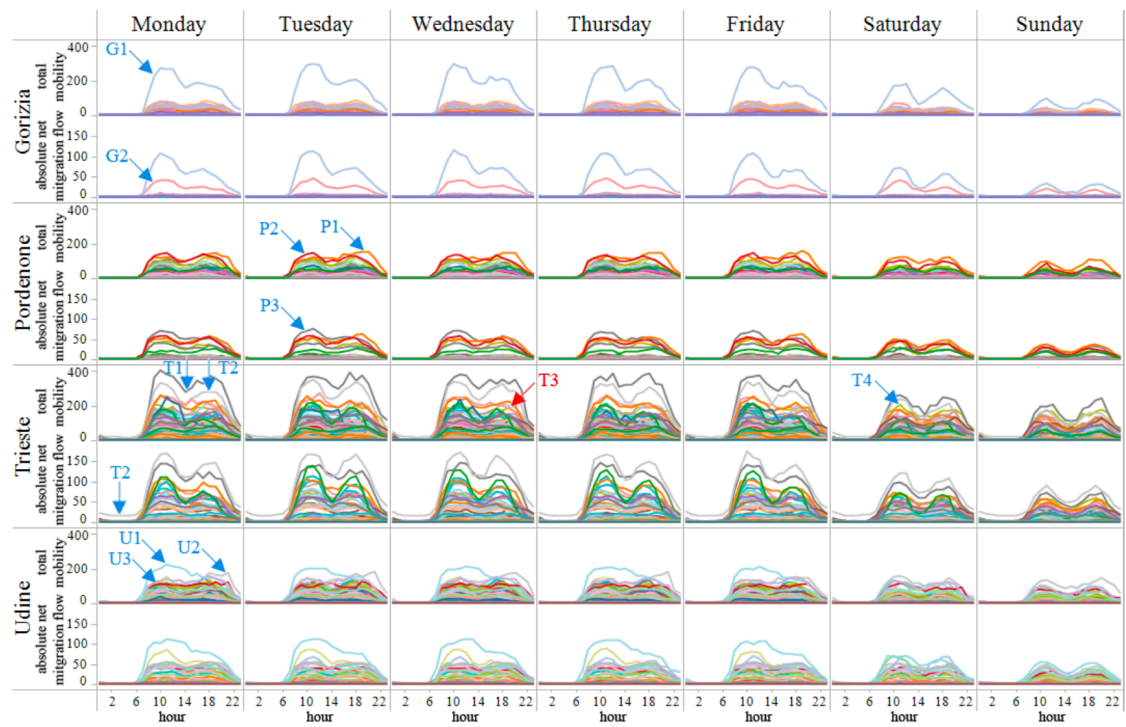 Monday Tuesday Wednesday Thursday Friday Saturday Sunday
Gorizia
total mobility
400
200
0
G1
absolute net mitgration flow
150
100
50
0
G2
Pordenone
total mobility
400
200
0
P2 P1
absolute net mitgration flow
150
100
50
0
P3
Trieste
total mobility
400
200
0
T1 T2 T3 T4
absolute net mitgration flow
150
100
50
0
T2
Udine
total mobility
400
200
0
U1 U2
U3
absolute net mitgration flow
150
100
50
0
2 6 10 14 18 22 2 6 10 14 18 22 2 6 10 14 18 22 2 6 10 14 18 22 2 6 10 14 18 22 2 6 10 14 18 22 2 6 10 14 18 22
hour hour hour hour hour hour hour